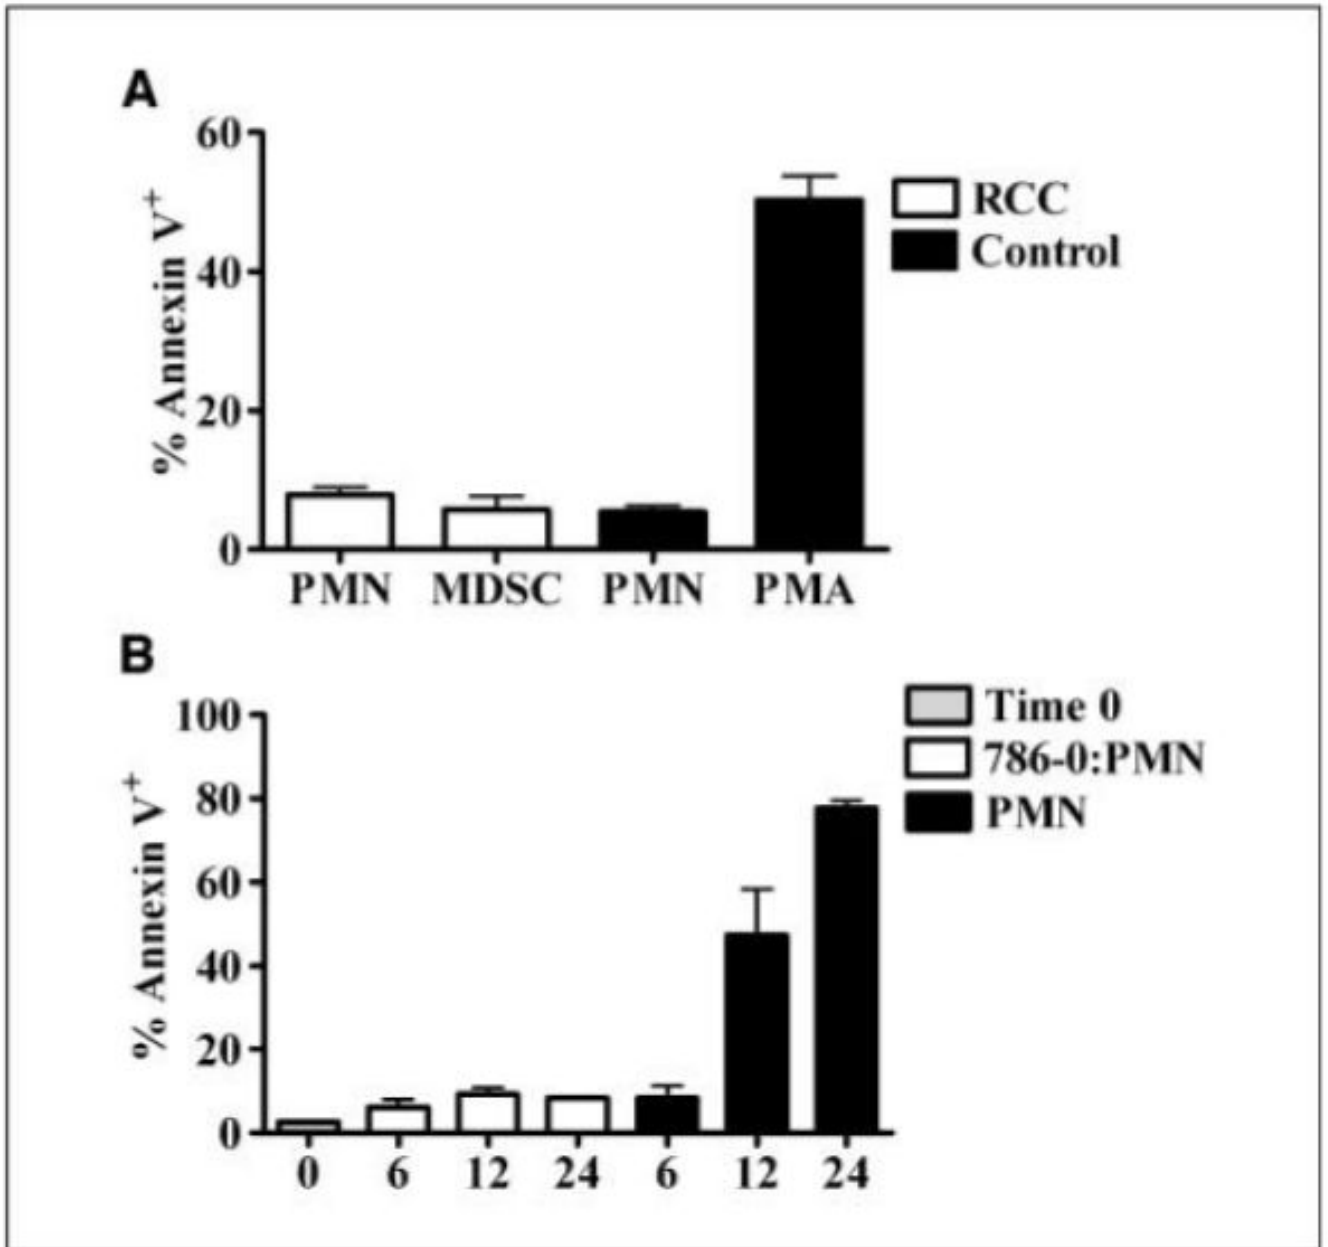 A
60
40
20
0
% Annexin V+
PMN MDSC PMN PMA
RCC
Control
B
100
80
60
40
20
0
% Annexin V+
0 6 12 24 6 12 24
Time 0
786-0:PMN
PMN